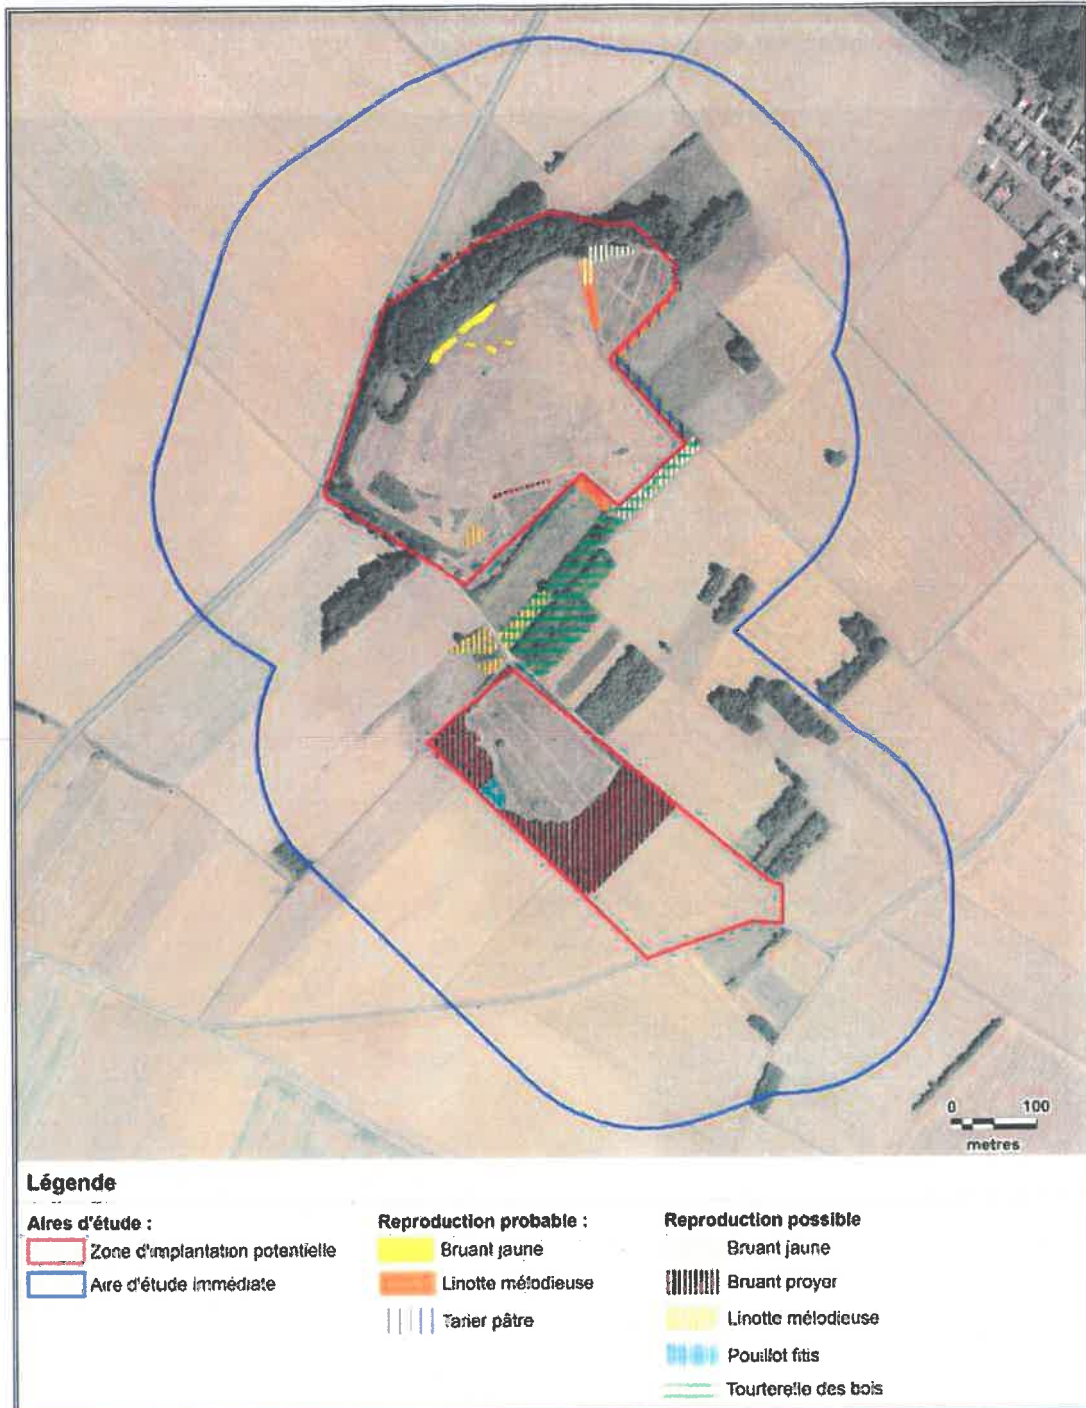 0 100
metres
Légende
Aires d'étude :
Zone d'implantation potentielle
Aire d'étude immédiate
Reproduction probable :
Bruant jaune
Linotte mélodieuse
Tarier pâtre
Reproduction possible
Bruant jaune
Bruant proyer
Linotte mélodieuse
Pouillot fitis
Tourterelle des bois